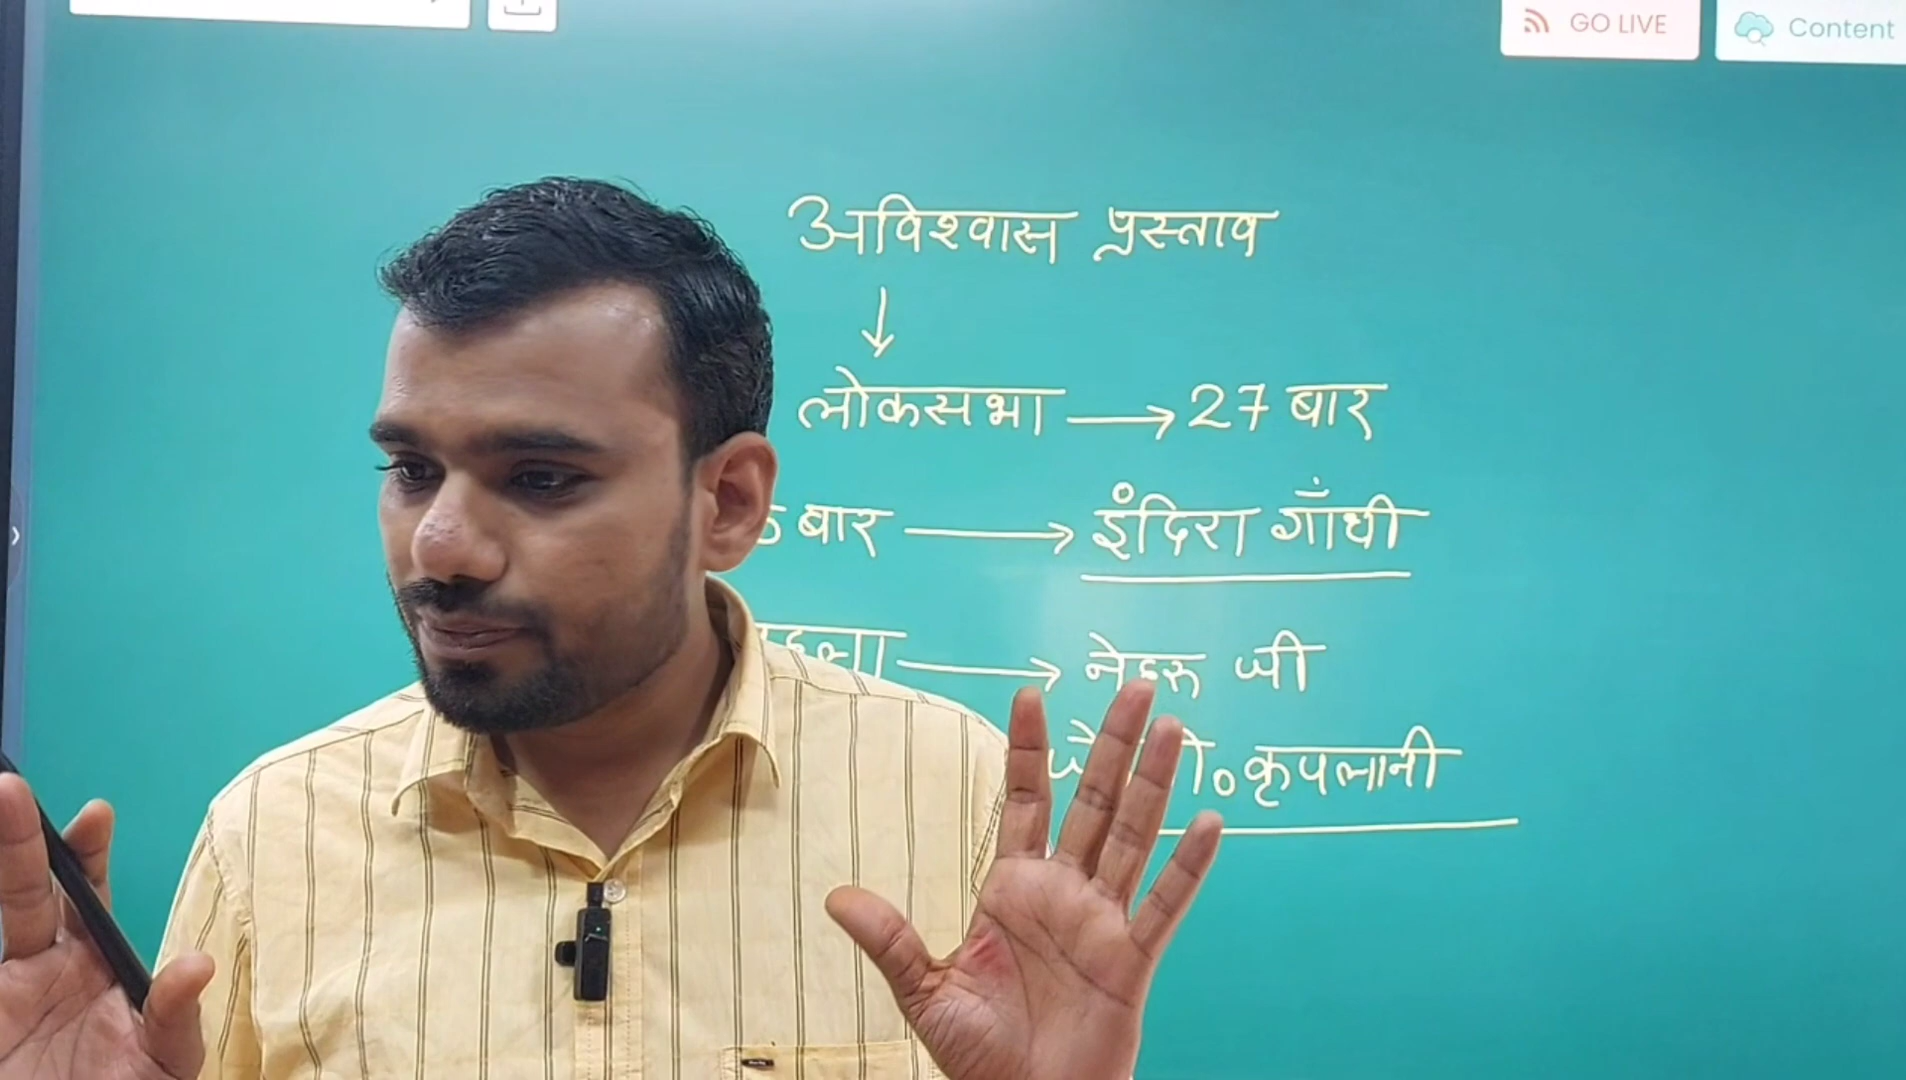 GO LIVE
Content
अविश्वास प्रस्ताव
↓
लोकसभा → 27 बार
बार → इंदिरा गाँधी
→ नेहरू जी
कृपलानी